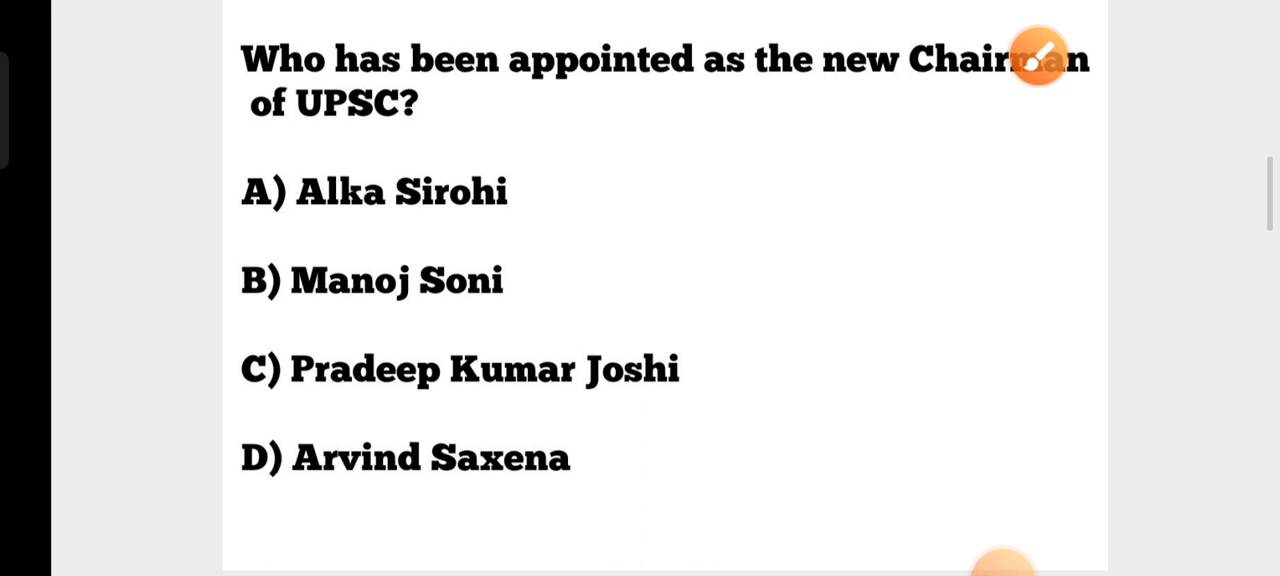 Who has been appointed as the new Chairman
of UPSC?
A) Alka Sirohi
B) Manoj Soni
C) Pradeep Kumar Joshi
D) Arvind Saxena